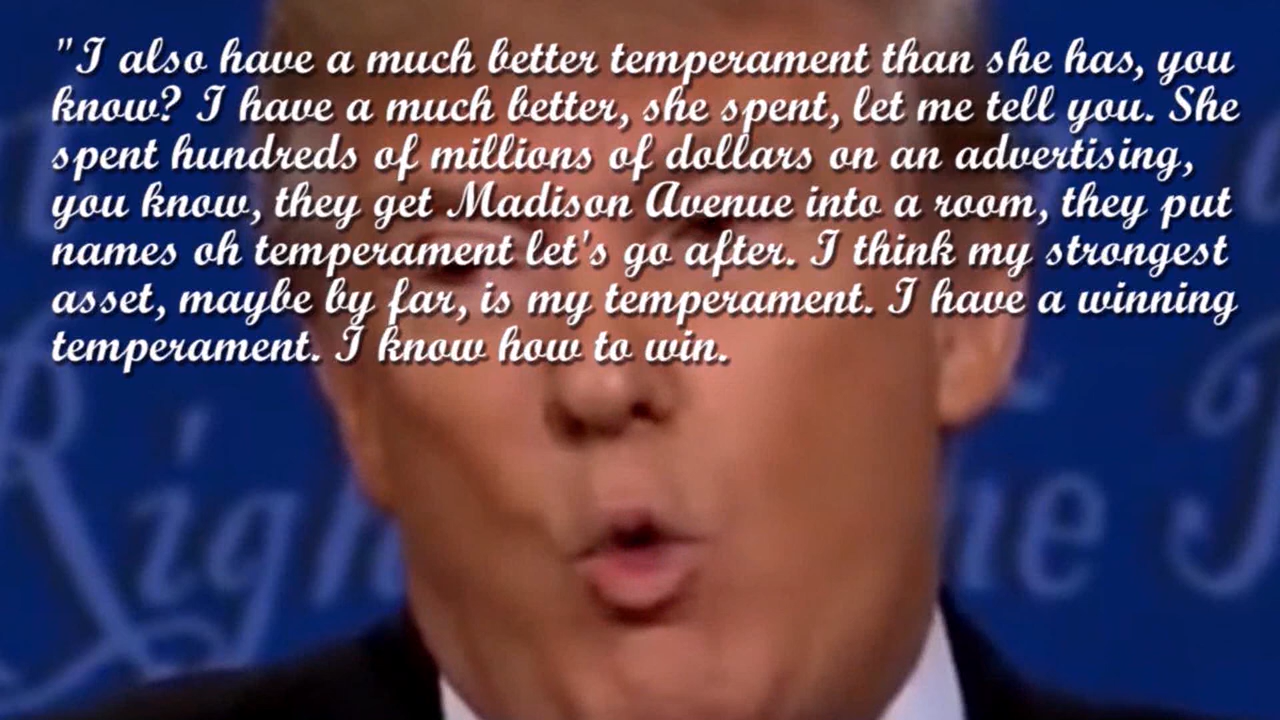 "I also have a much better temperament than she has, you
know? I have a much better, she spent, let me tell you. She
spent hundreds of millions of dollars on an advertising,
you know, they get Madison Avenue into a room, they put
names oh temperament let's go after. I think my strongest
asset, maybe by far, is my temperament. I have a winning
temperament. I know how to win.